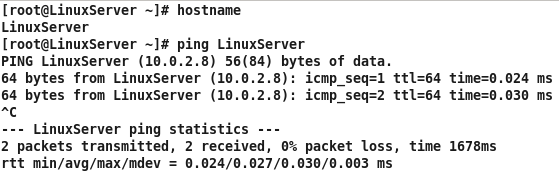 [root@LinuxServer ~]# hostname
LinuxServer
[root@LinuxServer ~]# ping LinuxServer
PING LinuxServer (10.0.2.8) 56(84) bytes of data.
64 bytes from LinuxServer (10.0.2.8): icmp_seq=1 ttl=64 time=0.024 ms
64 bytes from LinuxServer (10.0.2.8): icmp_seq=2 ttl=64 time=0.030 ms
^C
--- LinuxServer ping statistics ---
2 packets transmitted, 2 received, 0% packet loss, time 1678ms
rtt min/avg/max/mdev = 0.024/0.027/0.030/0.003 ms